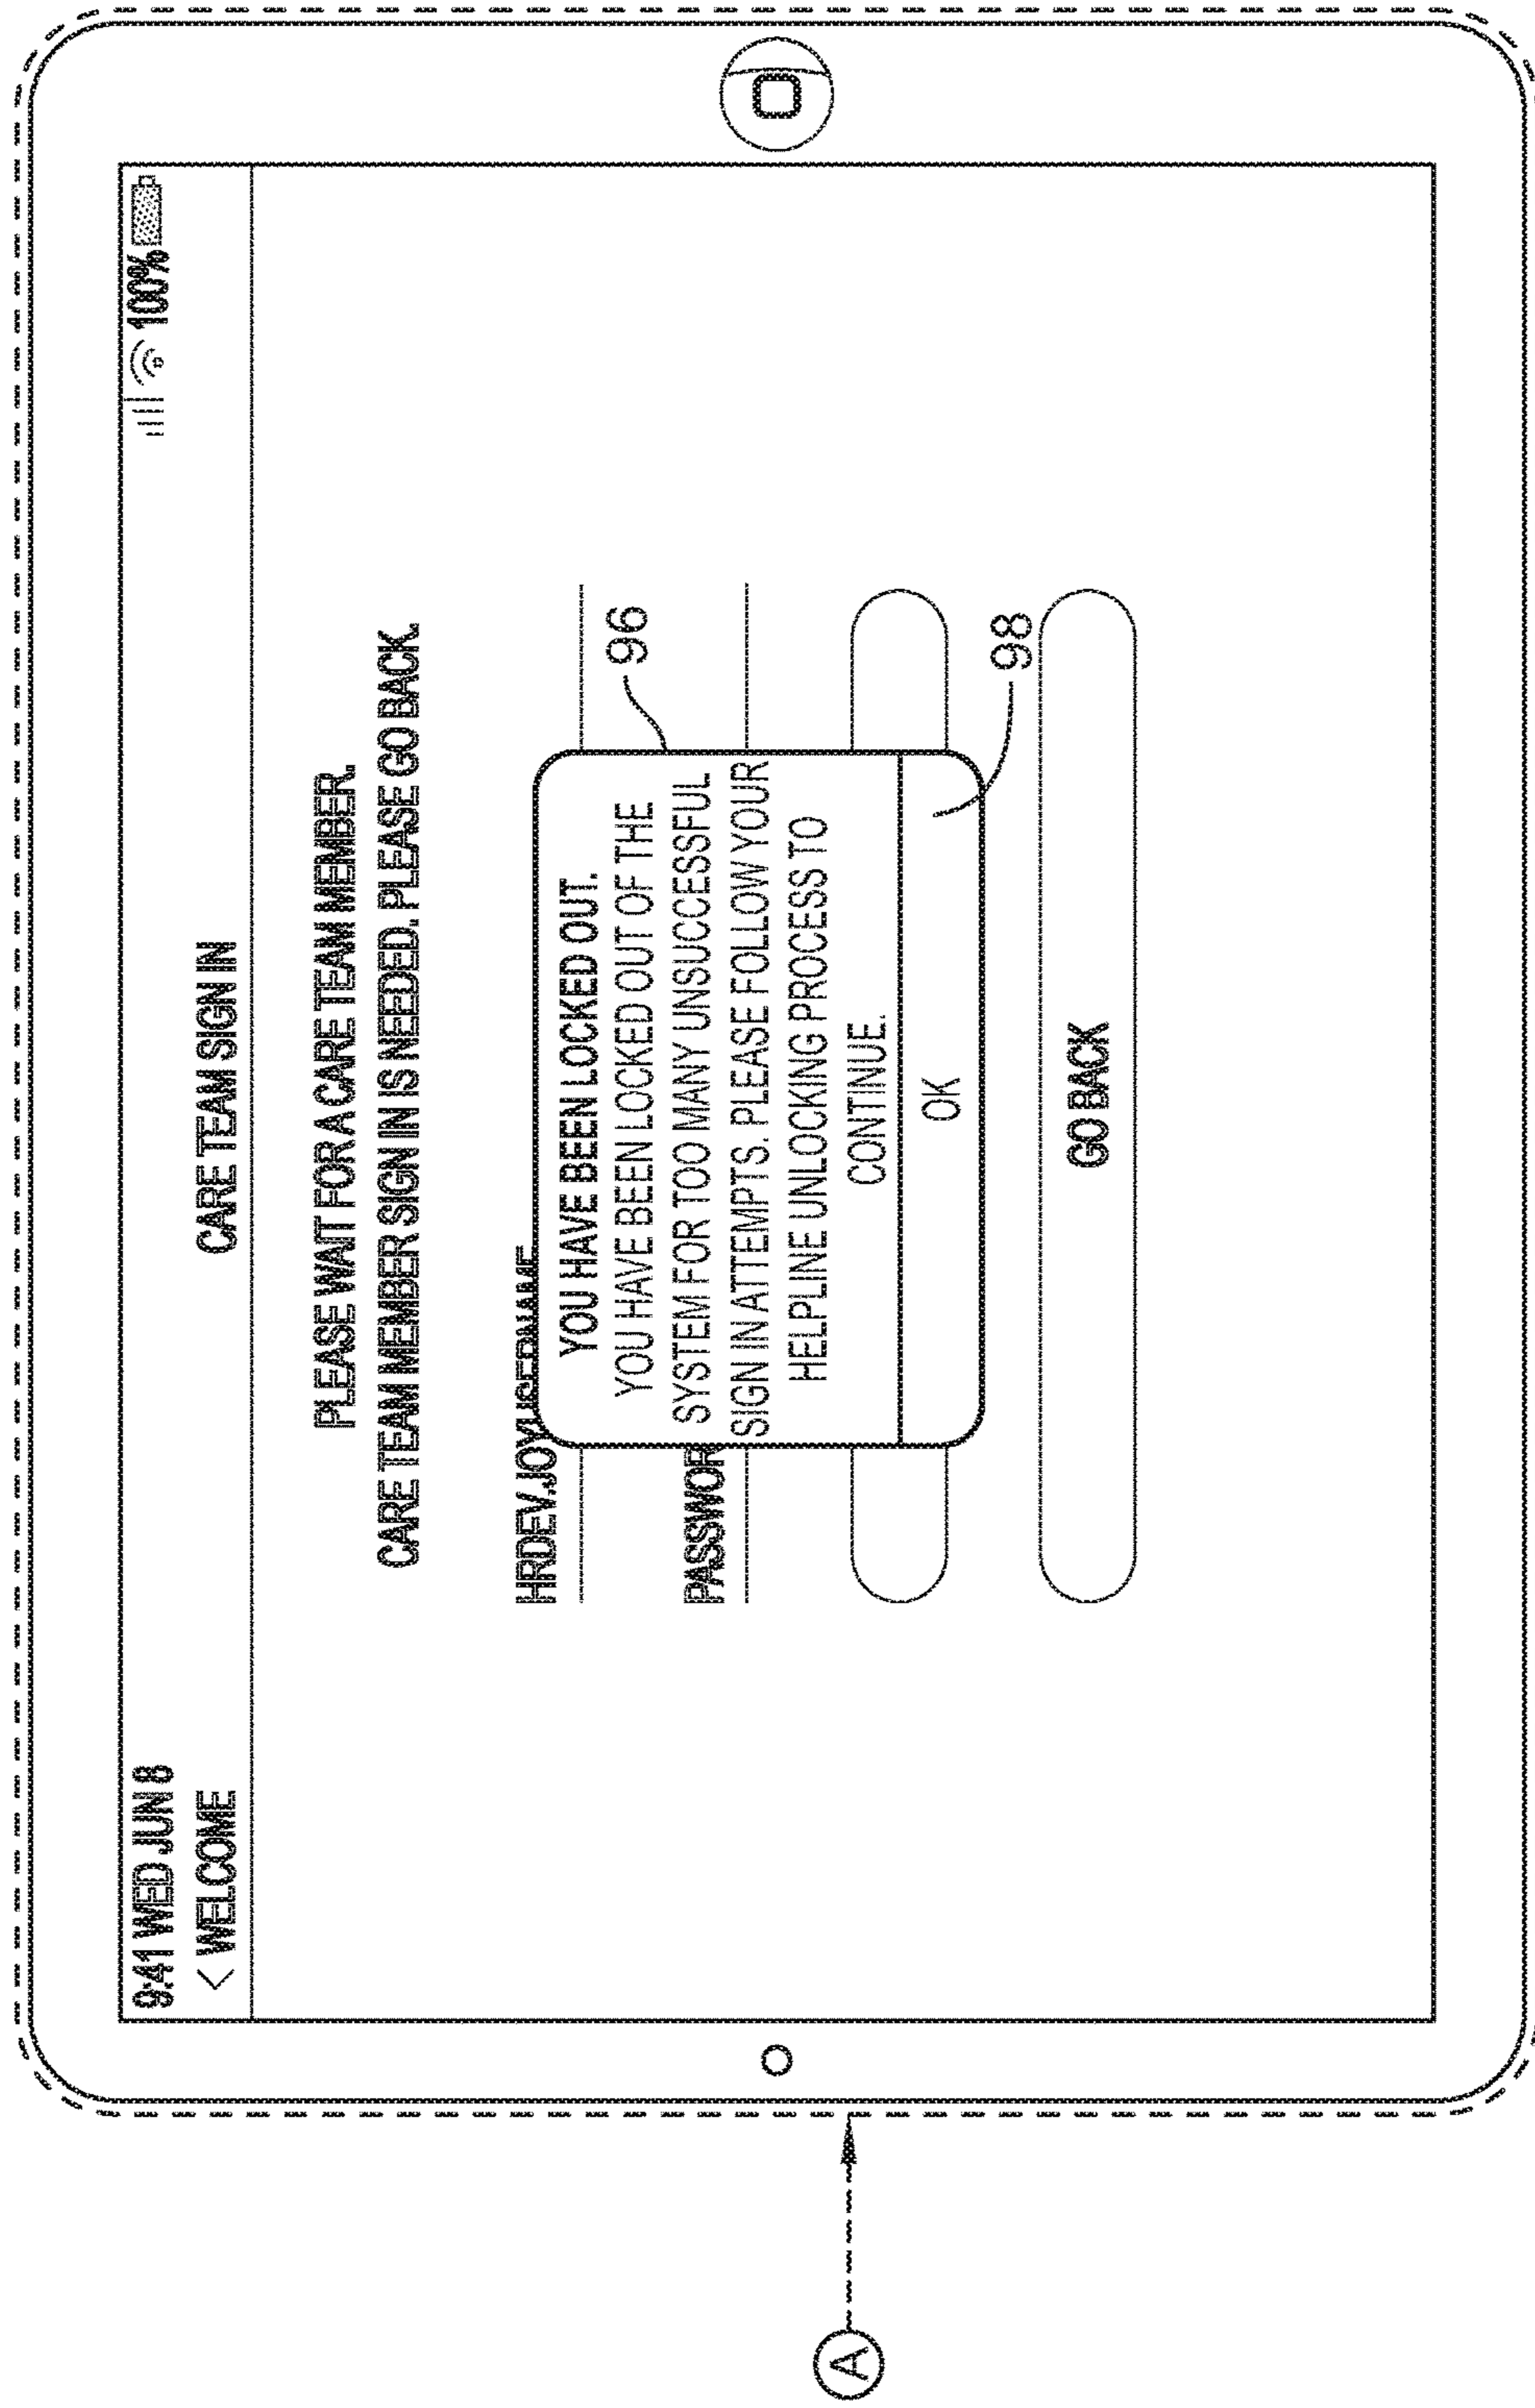 9:41 WED JUN 8
100%
< WELCOME
CARE TEAM SIGN IN
PLEASE WAIT FOR A CARE TEAM MEMBER.
CARE TEAM MEMBER SIGN IN IS NEEDED. PLEASE GO BACK.
HRDEV.JOYUSERNAME
YOU HAVE BEEN LOCKED OUT.
YOU HAVE BEEN LOCKED OUT OF THE
96
SYSTEM FOR TOO MANY UNSUCCESSFUL
PASSWOR
SIGN IN ATTEMPTS. PLEASE FOLLOW YOUR
HELPLINE UNLOCKING PROCESS TO
CONTINUE.
OK
98
GO BACK
A